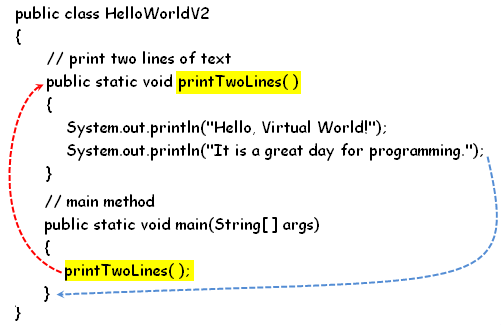 public class HelloWorldV2
{
// print two lines of text
public static void printTwoLines( )
{
System.out.println("Hello, Virtual World!");
System.out.println("It is a great day for programming.");
}
// main method
public static void main(String[ ] args)
{
printTwoLines( );
}
}